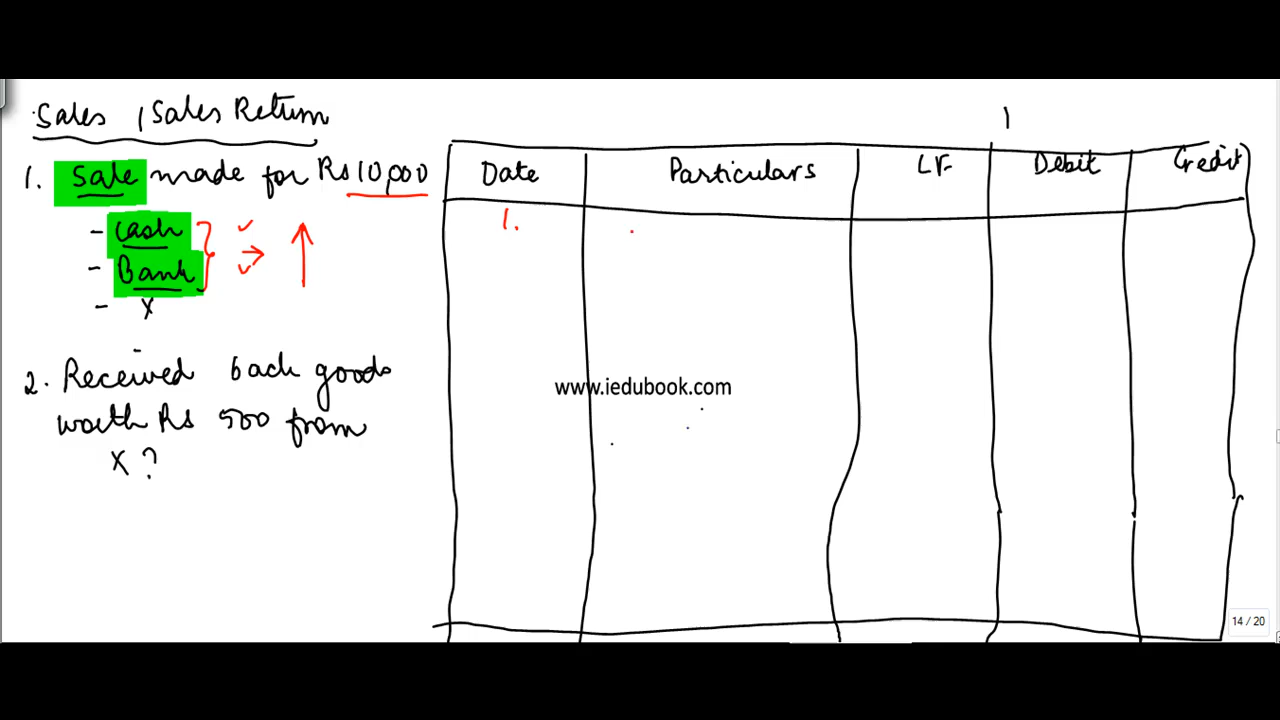 Sales / Sales Return
1. Sale made for Rs 10,000
- Cash
- Bank
- X
2. Received back goods
worth Rs 500 from
X ?
Date Particulars LF Debit Credit
1.
www.iedubook.com
14 / 20